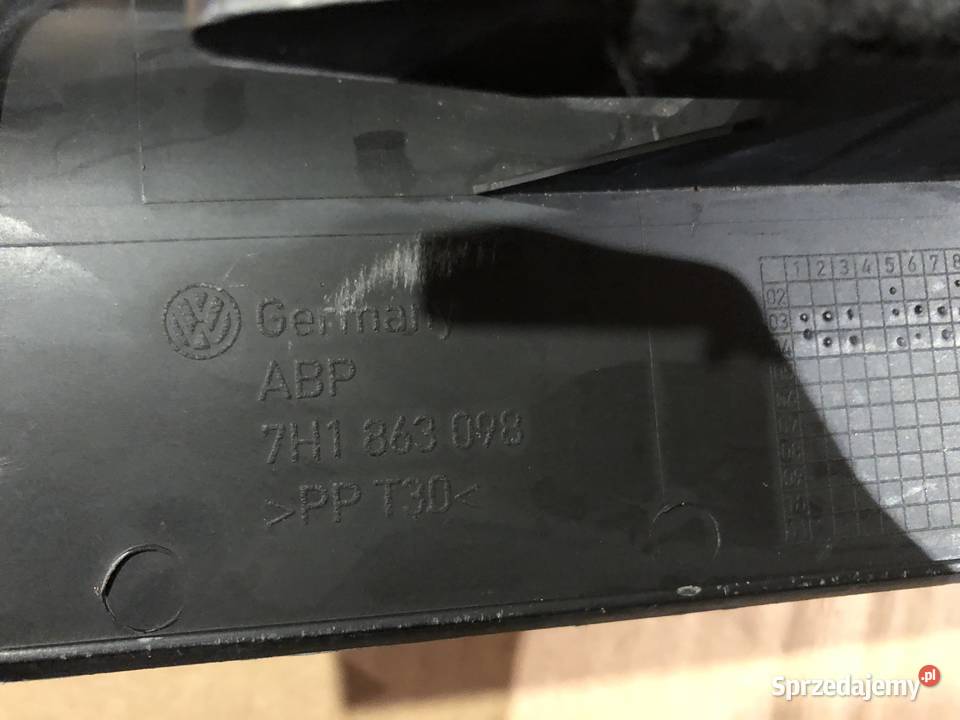 VW Germany
ABP
7H1 863 098
>PP T30<
1 2 3 4 5 6 7 8
02
03
Sprzedajemy.pl